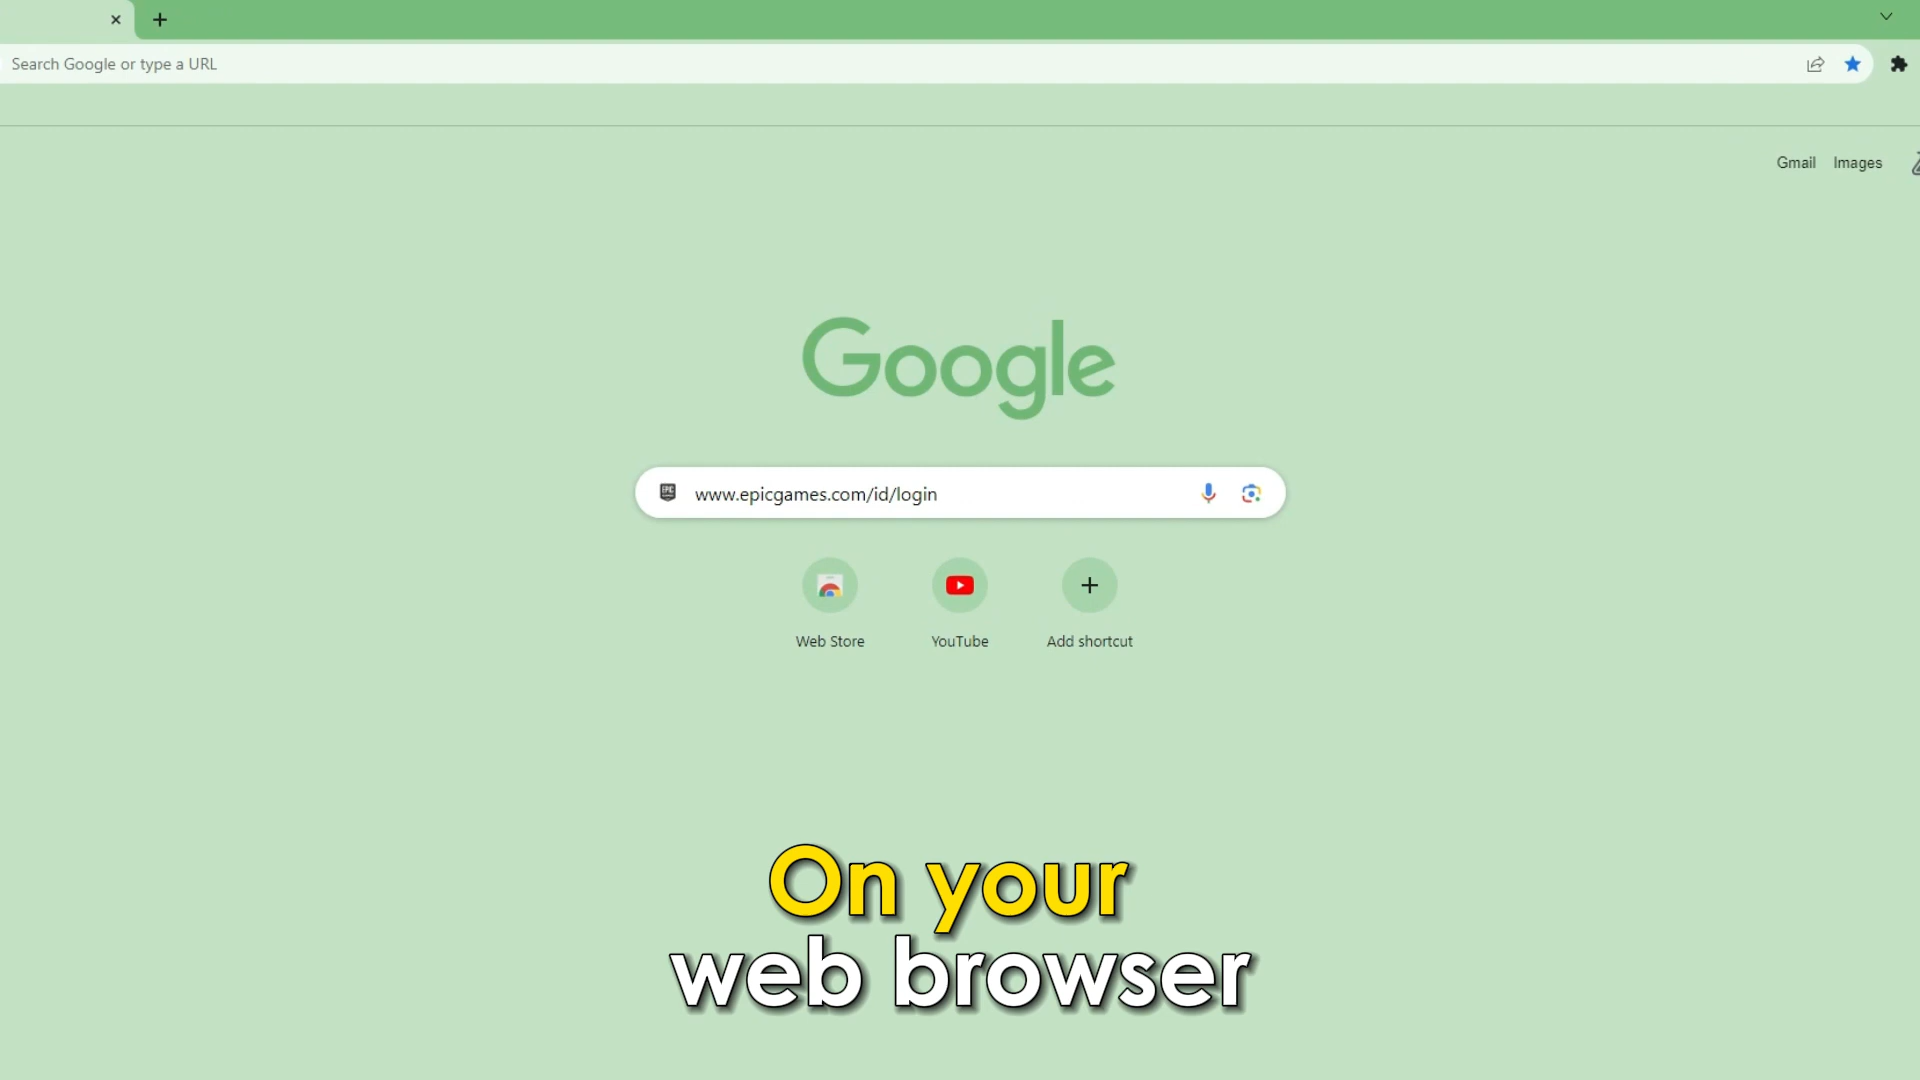 Search Google or type a URL
Gmail Images
Google
EPIC
www.epicgames.com/id/login
Web Store YouTube Add shortcut
On your
web browser